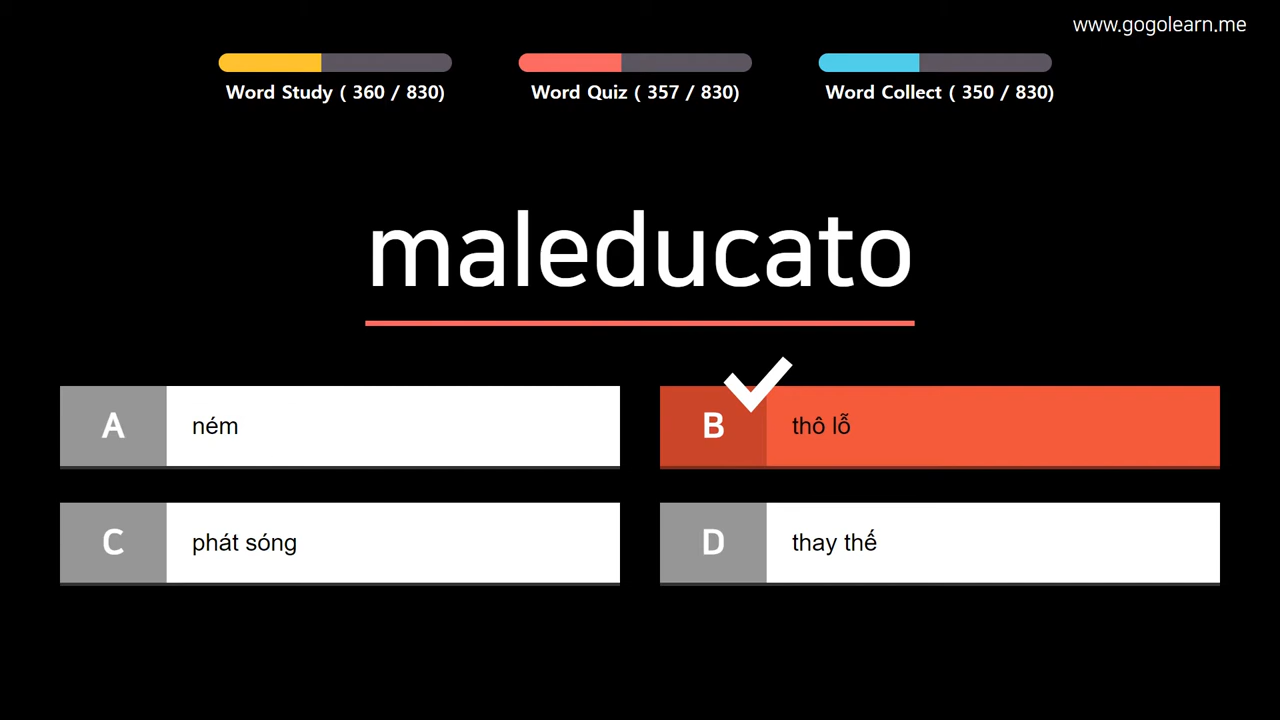 www.gogolearn.me
Word Study ( 360 / 830)
Word Quiz ( 357 / 830)
Word Collect ( 350 / 830)
maleducato
A ném
B thô lỗ
C phát sóng
D thay thế